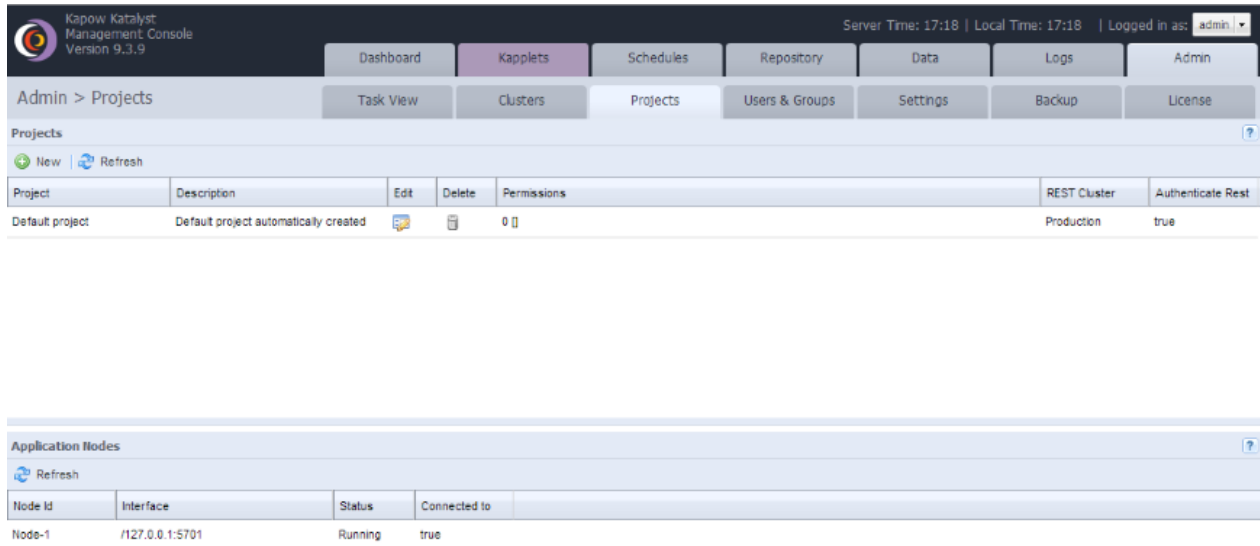 Kapow Katalyst
Management Console
Version 9.3.9
Server Time: 17:18 | Local Time: 17:18 | Logged in as: admin
Dashboard Kapplets Schedules Repository Data Logs Admin
Admin > Projects
Task View Clusters Projects Users & Groups Settings Backup License
Projects ?
New | Refresh
Project Description Edit Delete Permissions REST Cluster Authenticate Rest
Default project Default project automatically created 0 [] Production true
Application Nodes ?
Refresh
Node Id Interface Status Connected to
Node-1 /127.0.0.1:5701 Running true